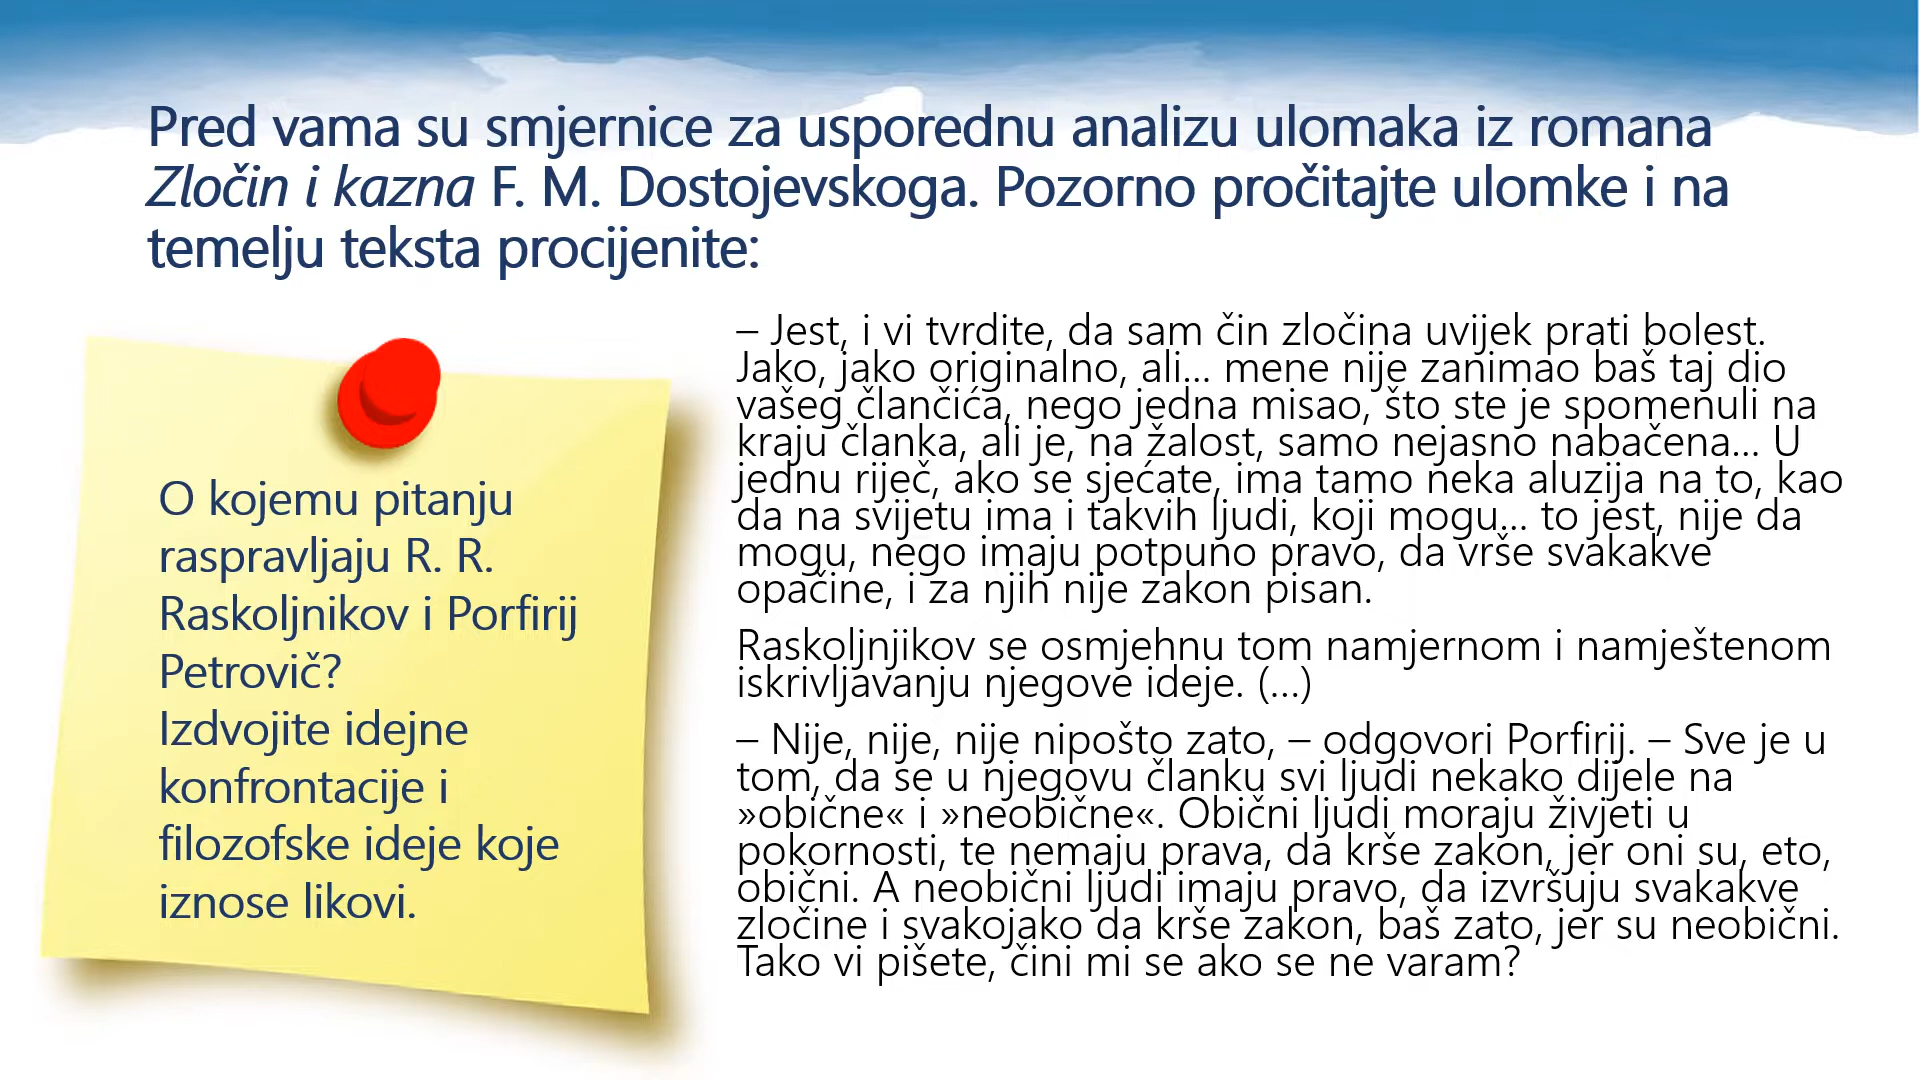 Pred vama su smjernice za usporednu analizu ulomaka iz romana
Zločin i kazna F. M. Dostojevskoga. Pozorno pročitajte ulomke i na
temelju teksta procijenite:
O kojemu pitanju
raspravljaju R. R.
Raskoljnikov i Porfirij
Petrovič?
Izdvojite idejne
konfrontacije i
filozofske ideje koje
iznose likovi.
– Jest, i vi tvrdite, da sam čin zločina uvijek prati bolest.
Jako, jako originalno, ali... mene nije zanimao baš taj dio
vašeg člančića, nego jedna misao, što ste je spomenuli na
kraju članka, ali je, na žalost, samo nejasno nabačena... U
jednu riječ, ako se sjećate, ima tamo neka aluzija na to, kao
da na svijetu ima i takvih ljudi, koji mogu... to jest, nije da
mogu, nego imaju potpuno pravo, da vrše svakakve
opačine, i za njih nije zakon pisan.
Raskoljnjikov se osmjehnu tom namjernom i namještenom
iskrivljavanju njegove ideje. (...)
– Nije, nije, nije nipošto zato, – odgovori Porfirij. – Sve je u
tom, da se u njegovu članku svi ljudi nekako dijele na
»obične« i »neobične«. Obični ljudi moraju živjeti u
pokornosti, te nemaju prava, da krše zakon, jer oni su, eto,
obični. A neobični ljudi imaju pravo, da izvršuju svakakve
zločine i svakojako da krše zakon, baš zato, jer su neobični.
Tako vi pišete, čini mi se ako se ne varam?